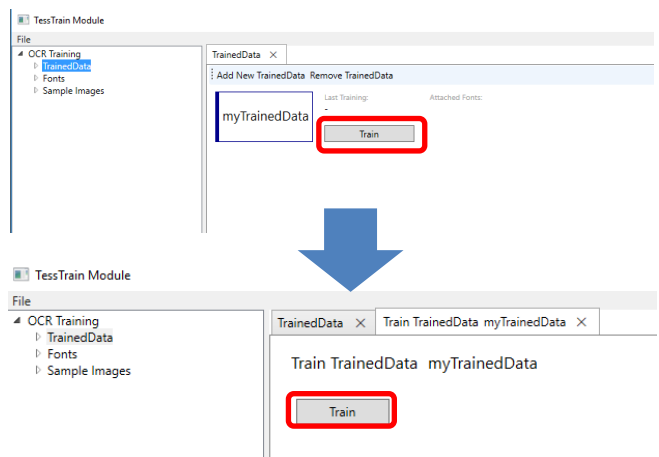 TessTrain Module
File
OCR Training
TrainedData
Fonts
Sample Images
TrainedData ×
Add New TrainedData Remove TrainedData
myTrainedData
Last Training:
-
Attached Fonts:
Train
TessTrain Module
File
OCR Training
TrainedData
Fonts
Sample Images
TrainedData × Train TrainedData myTrainedData ×
Train TrainedData myTrainedData
Train